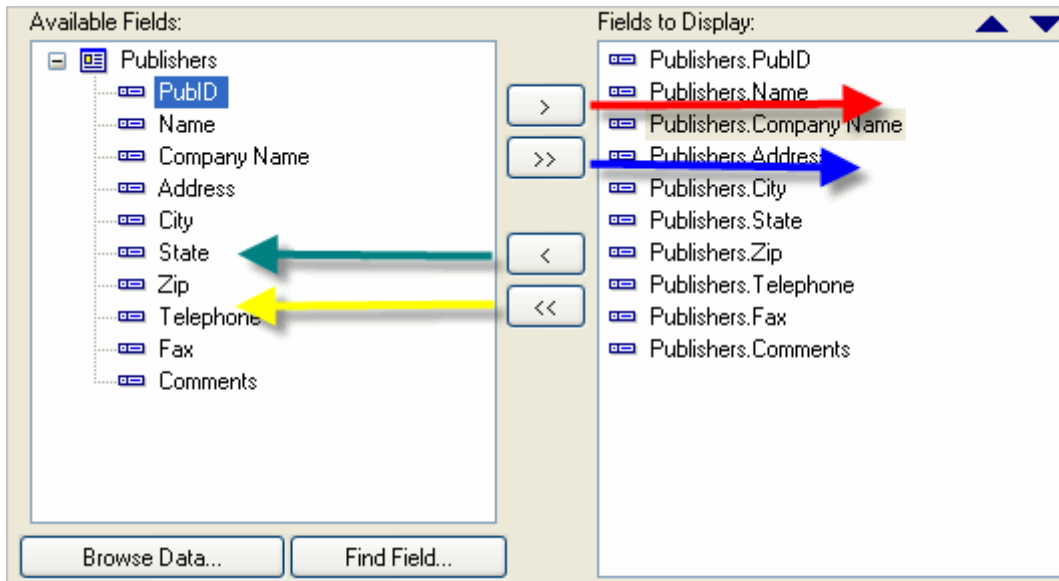 Available Fields:
Publishers
PubID
Name
Company Name
Address
City
State
Zip
Telephone
Fax
Comments
Browse Data...
Find Field...
>
>>
<
<<
Fields to Display:
Publishers.PubID
Publishers.Name
Publishers.Company Name
Publishers.Address
Publishers.City
Publishers.State
Publishers.Zip
Publishers.Telephone
Publishers.Fax
Publishers.Comments